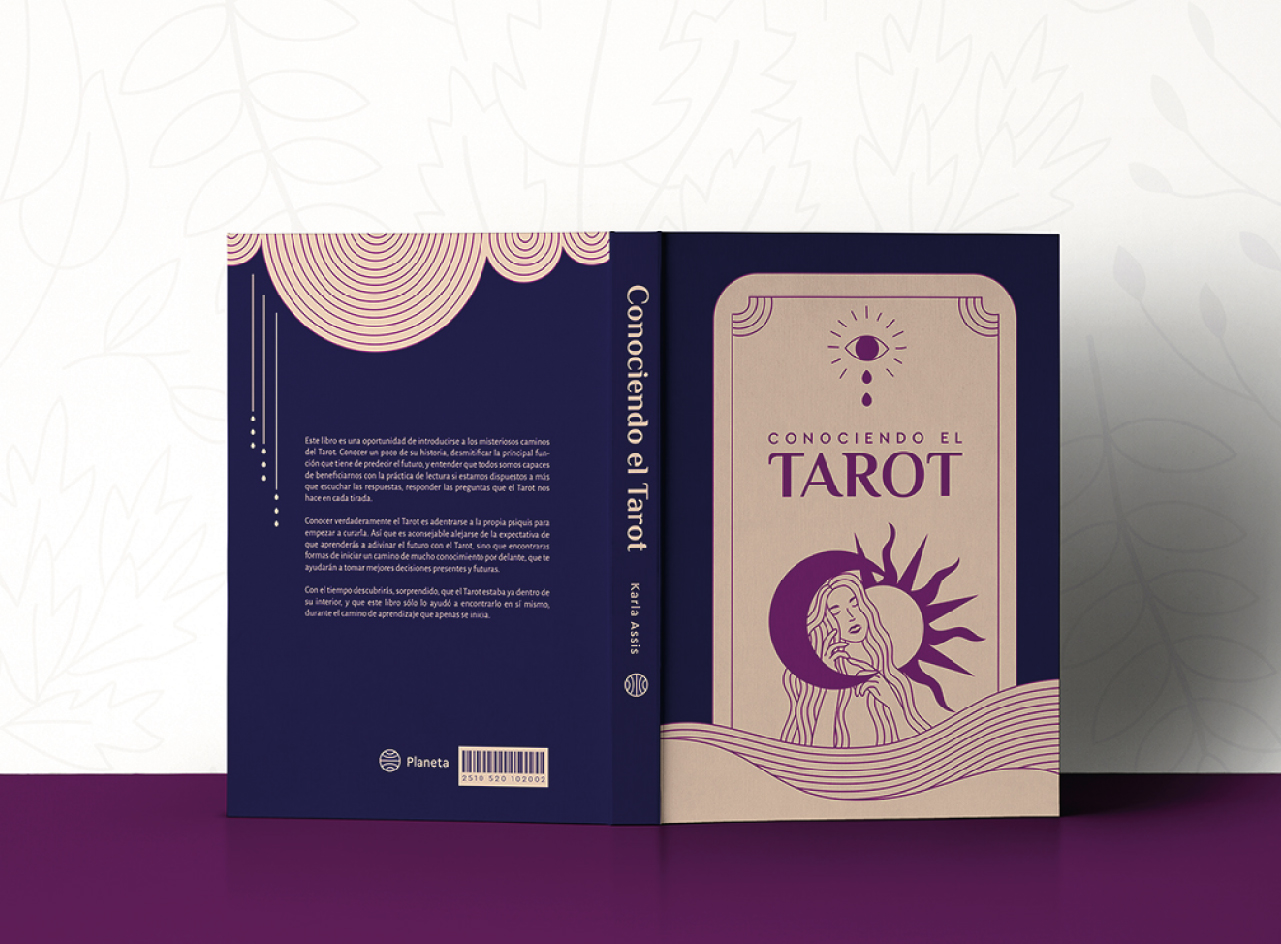 Este libro es una oportunidad de introducirse a los misteriosos caminos
del Tarot. Conocer un poco de su historia, desmitificar la principal fun-
ción que tiene de predecir el futuro, y entender que todos somos capaces
de beneficiarnos con la práctica de lectura si estamos dispuestos a más
que escuchar las respuestas, responder las preguntas que el Tarot nos
hace en cada tirada.
Conocer verdaderamente el Tarot es adentrarse a la propia psiquis para
empezar a curarla. Así que es aconsejable alejarse de la expectativa de
que aprenderás a adivinar el futuro con el Tarot, sino que encontraras
formas de iniciar un camino de mucho conocimiento por delante, que te
ayudarán a tomar mejores decisiones presentes y futuras.
Con el tiempo descubrirás, sorprendido, que el Tarot estaba ya dentro de
su interior, y que este libro sólo lo ayudó a encontrarlo en sí mismo,
durante el camino de aprendizaje que apenas se inicia.
Planeta
2518 520 102002
Conociendo el Tarot
Karla Assis
CONOCIENDO EL
TAROT